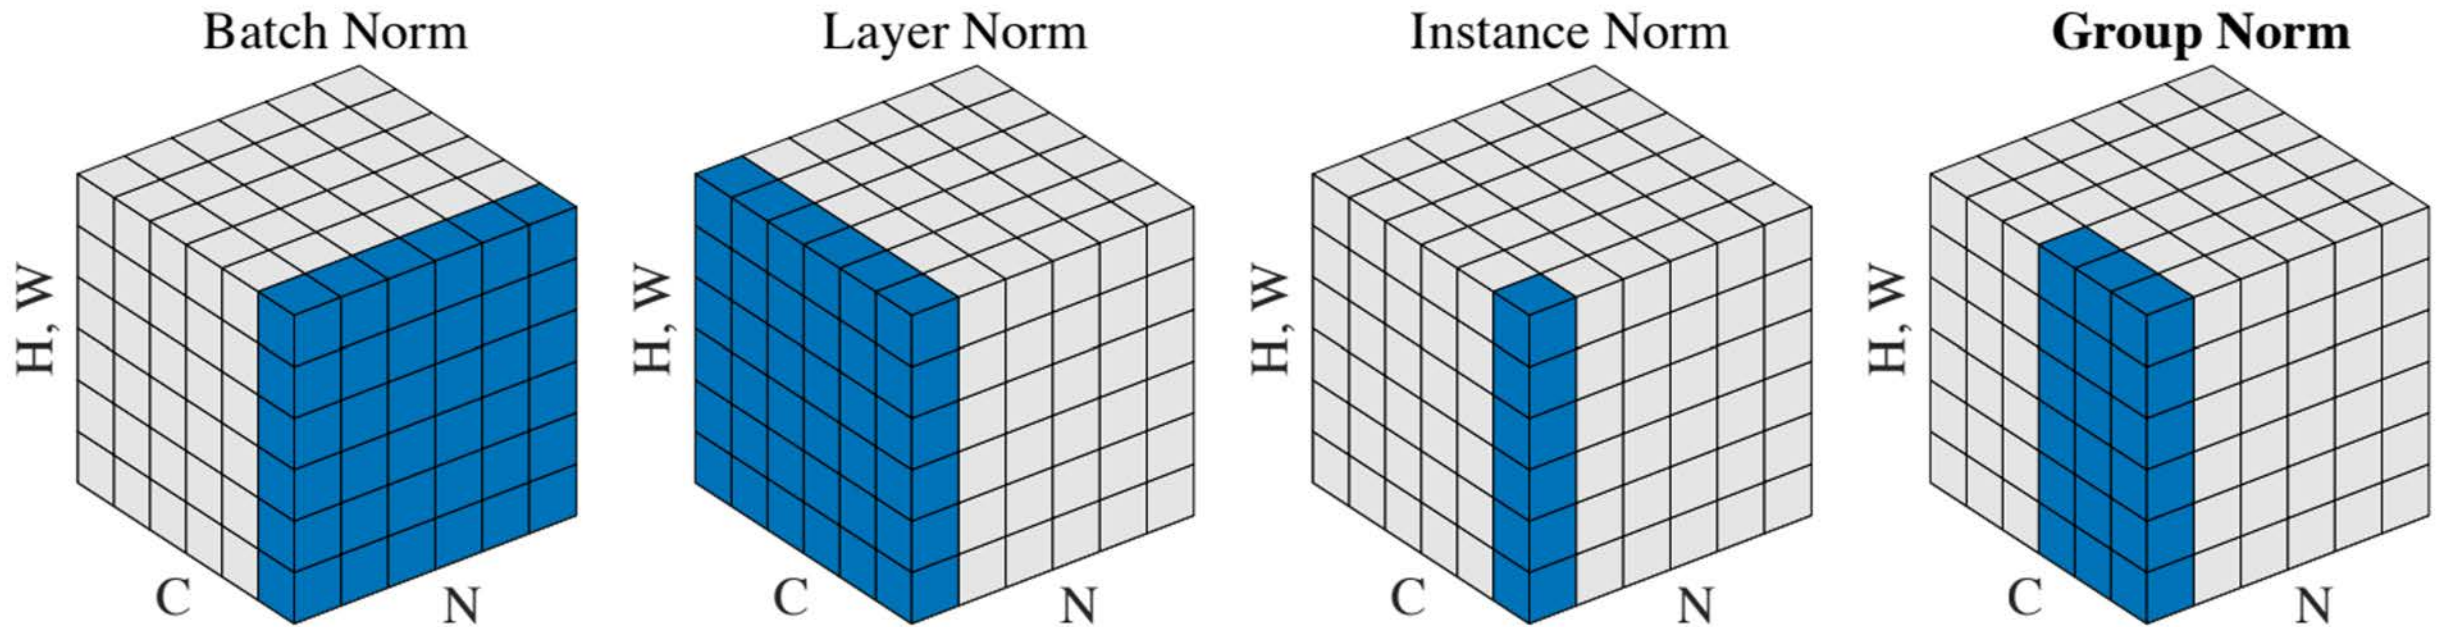 Batch Norm
H, W
C
N
Layer Norm
H, W
C
N
Instance Norm
H, W
C
N
Group Norm
H, W
C
N